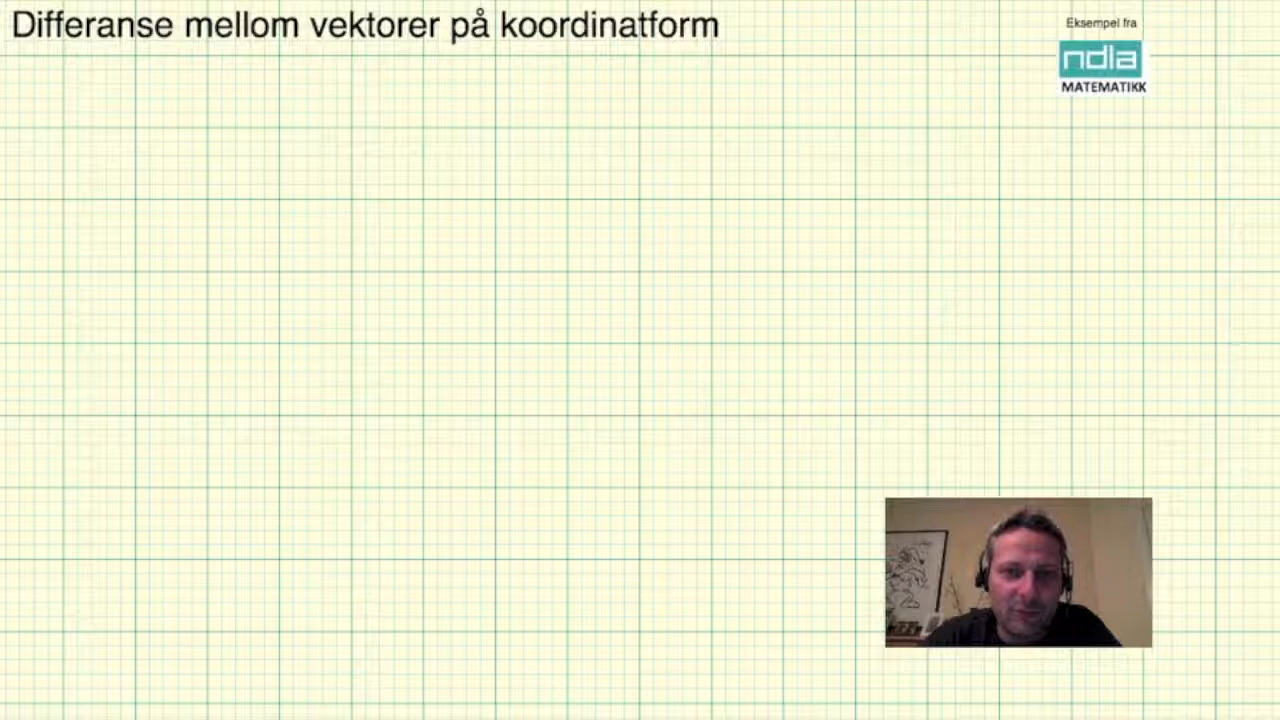 Differanse mellom vektorer på koordinatform
Eksempel fra
ndla
MATEMATIKK